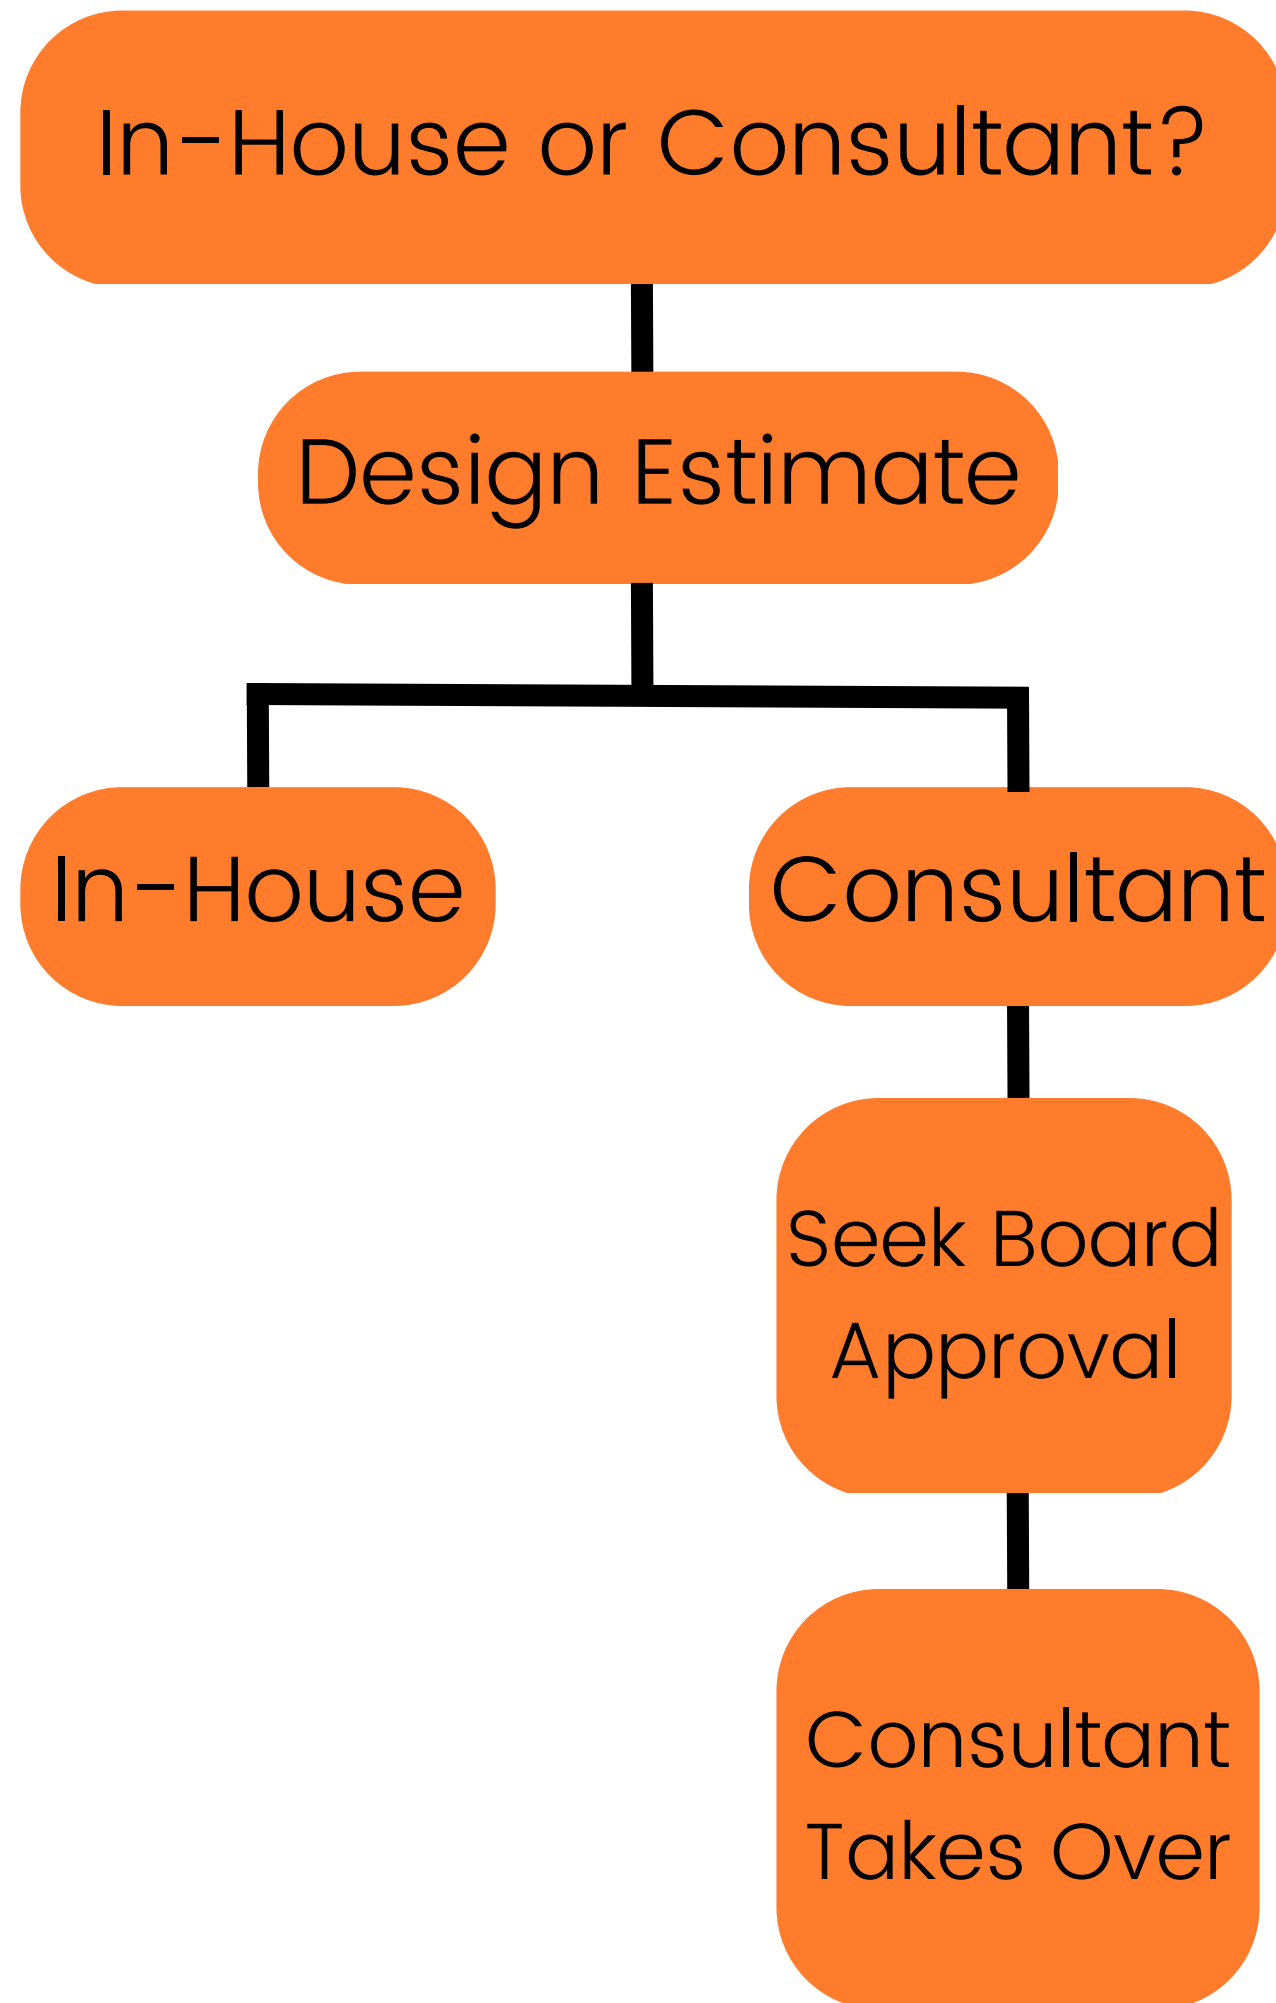 In-House or Consultant?
Design Estimate
In-House
Consultant
Seek Board
Approval
Consultant
Takes Over